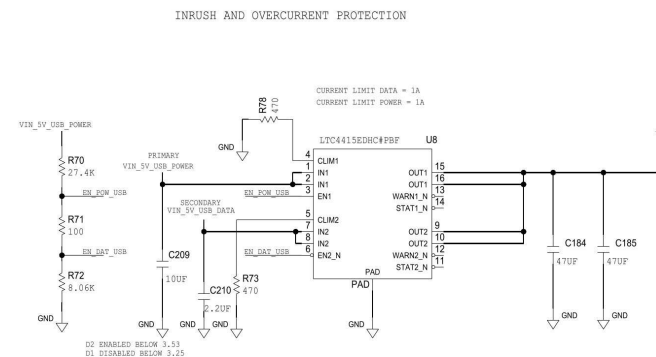 INRUSH AND OVERCURRENT PROTECTION
CURRENT LIMIT DATA = 1A
CURRENT LIMIT POWER = 1A
R78
470
VIN_5V_USB_POWER
GND
LTC4415EDHC#PBF
U8
PRIMARY
VIN_5V_USB_POWER
R70
27.4K
4
CLIM1
1
IN1
2
IN1
3
EN1
EN_POW_USB
EN_POW_USB
OUT1
15
OUT1
16
WARN1_N
13
STAT1_N
14
SECONDARY
VIN_5V_USB_DATA
R71
100
5
CLIM2
7
IN2
8
IN2
6
EN2_N
EN_DAT_USB
EN_DAT_USB
OUT2
9
OUT2
10
WARN2_N
12
STAT2_N
11
PAD
PAD
C209
10UF
C184
47UF
C185
47UF
R72
8.06K
C210
2.2UF
R73
470
GND
GND
GND
GND
GND
GND
GND
D2 ENABLED BELOW 3.53
D1 DISABLED BELOW 3.25